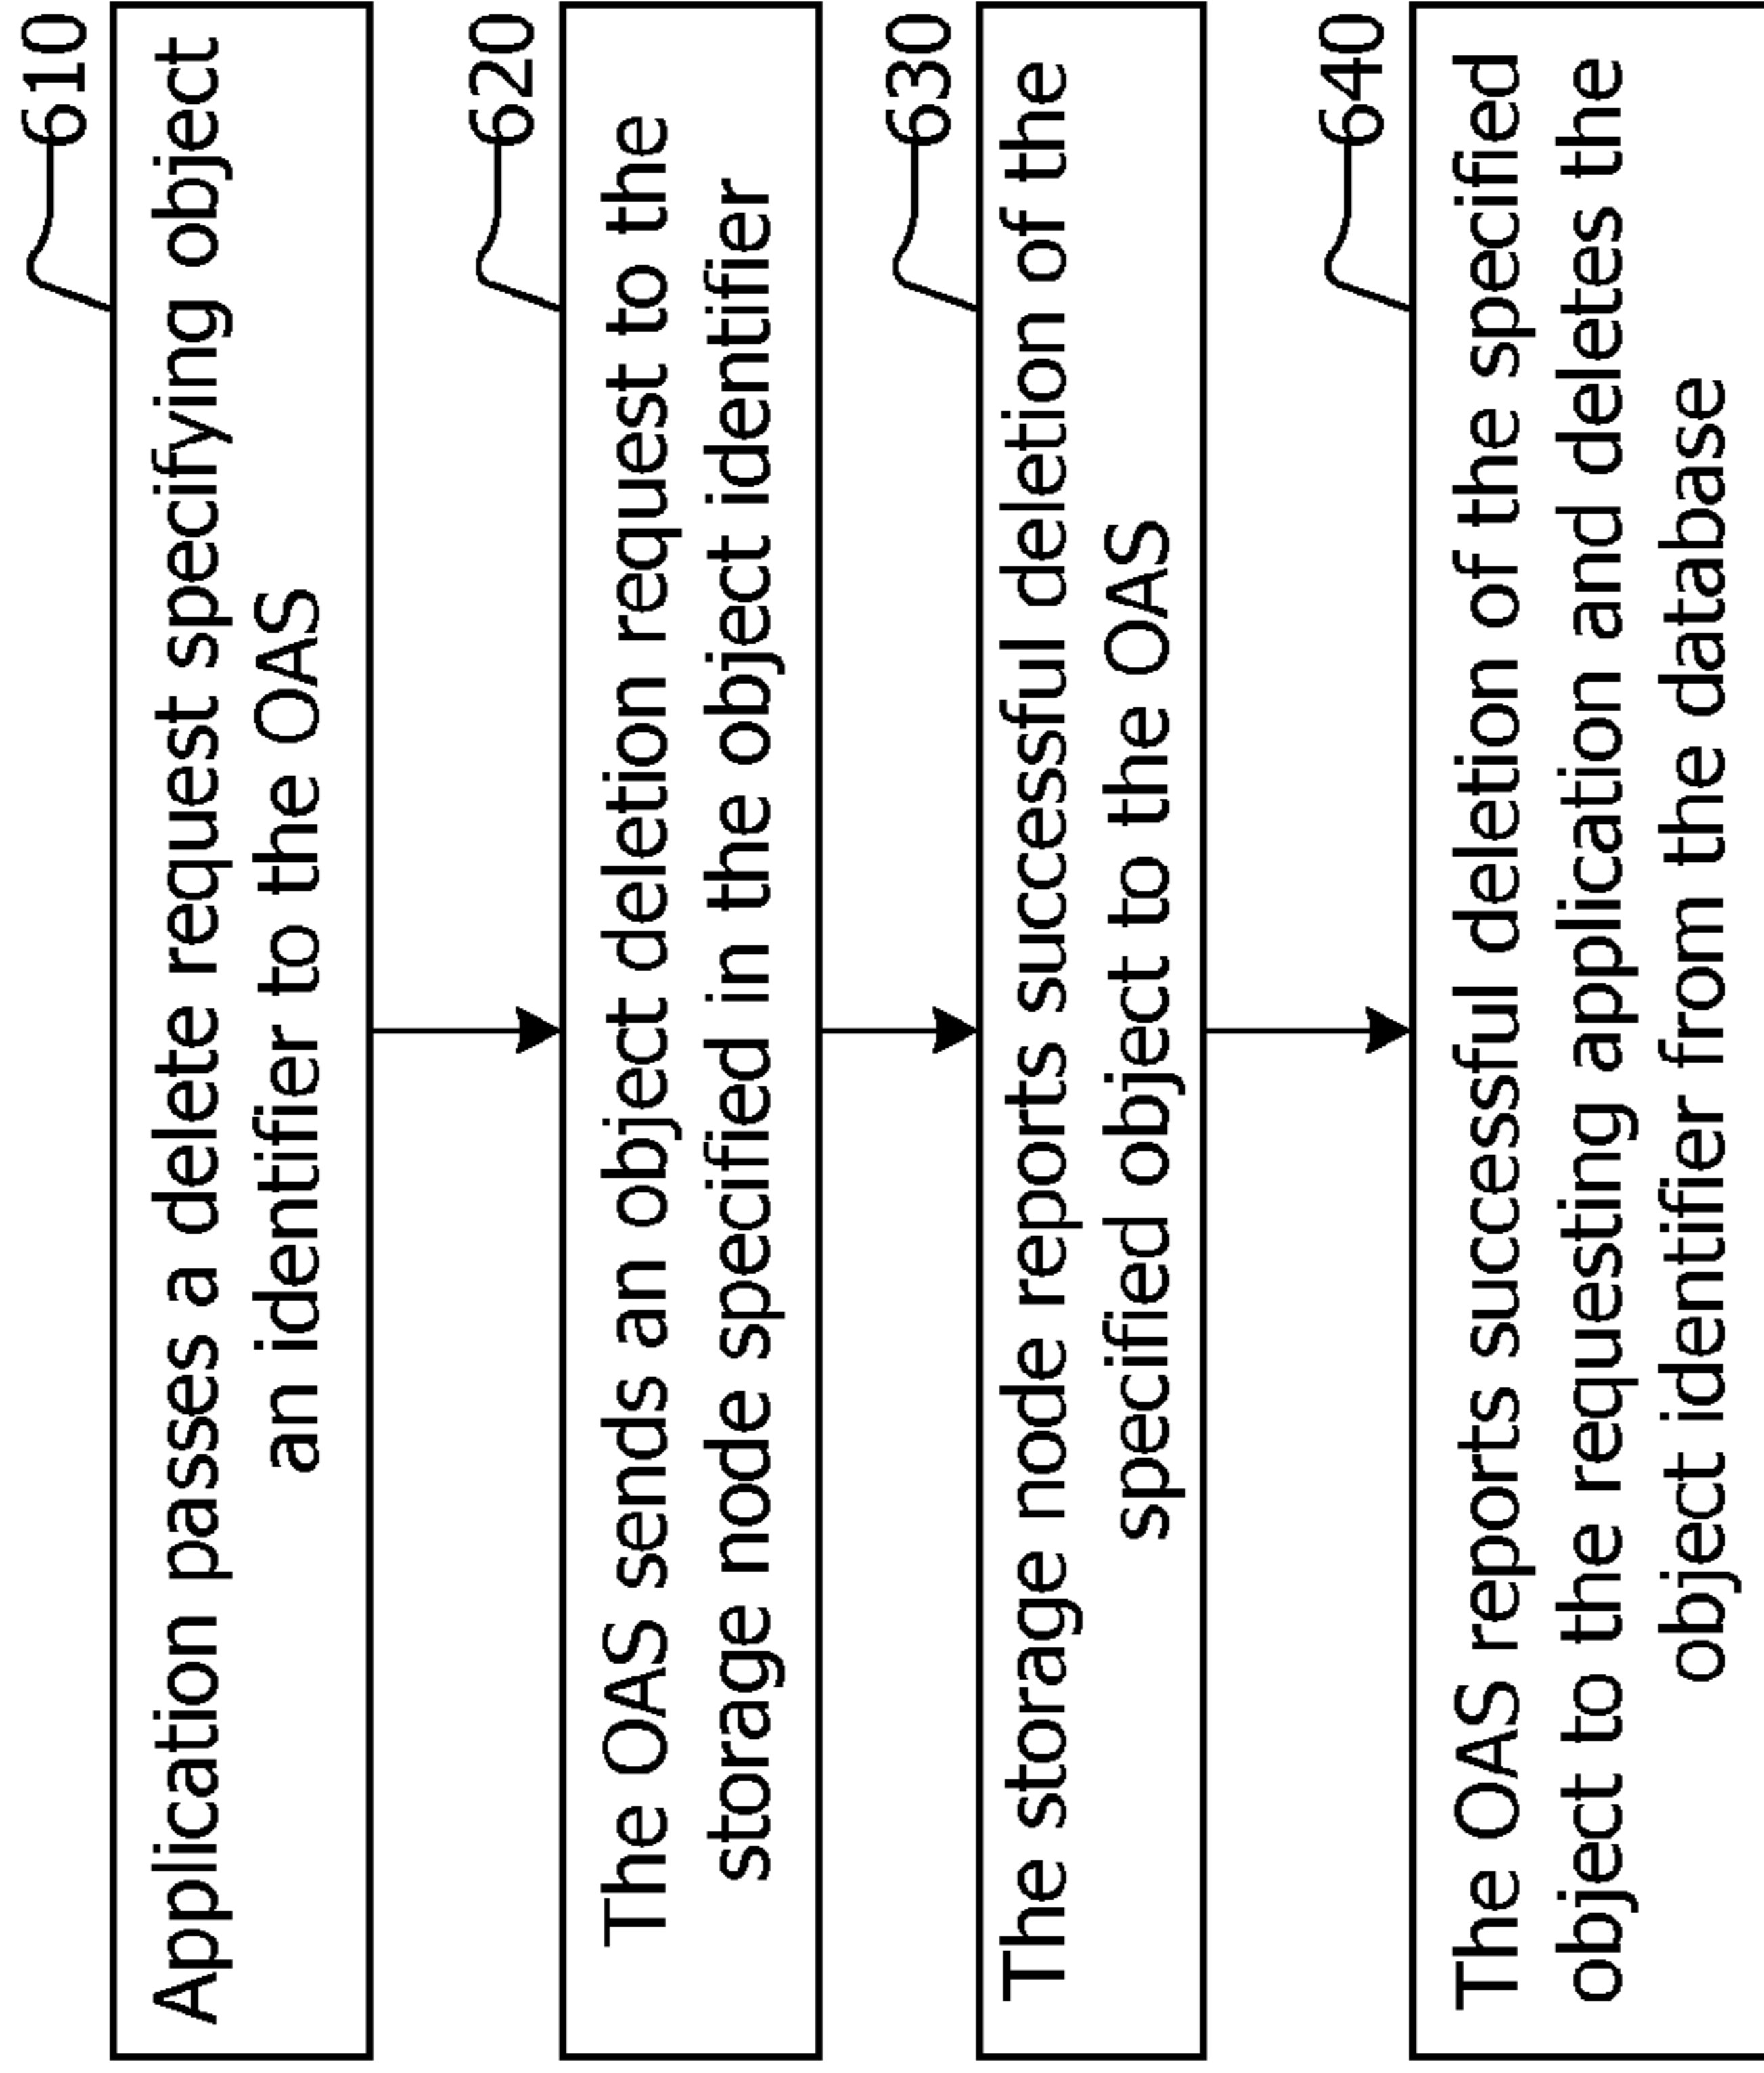 610
Application passes a delete request specifying object
an identifier to the OAS
620
The OAS sends an object deletion request to the
storage node specified in the object identifier
630
The storage node reports successful deletion of the
specified object to the OAS
640
The OAS reports successful deletion of the specified
object to the requesting application and deletes the
object identifier from the database